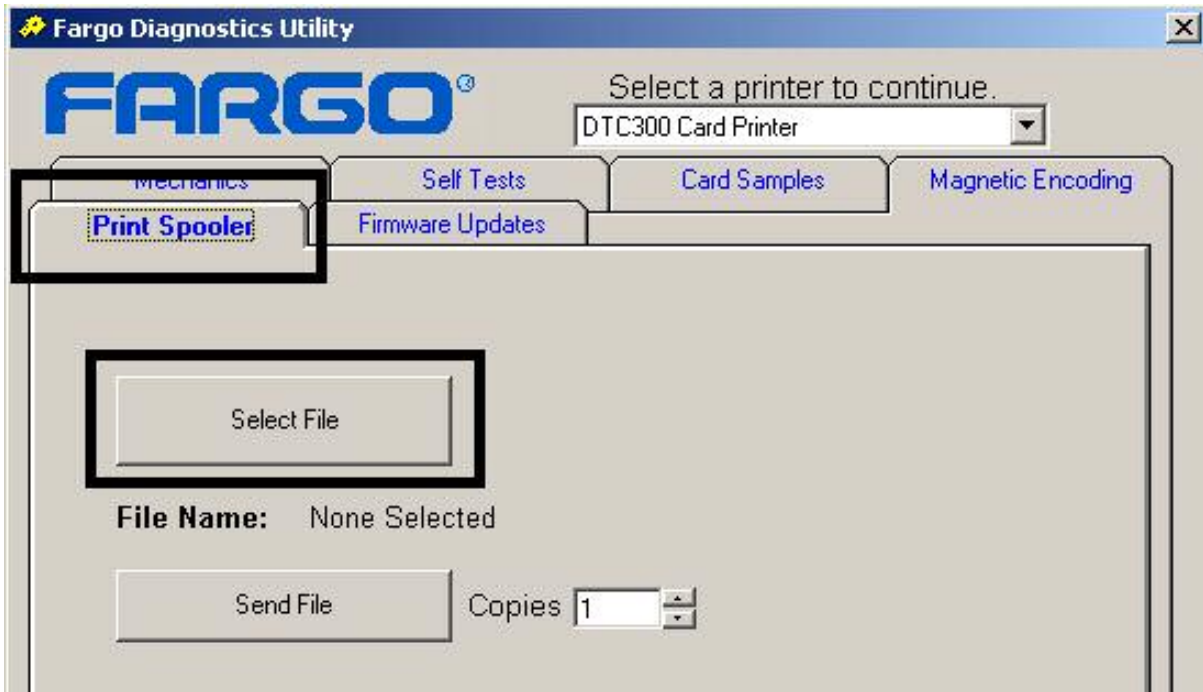 Fargo Diagnostics Utility
FARGO®
Select a printer to continue.
DTC300 Card Printer
Mechanics
Self Tests
Card Samples
Magnetic Encoding
Print Spooler
Firmware Updates
Select File
File Name: None Selected
Send File
Copies 1